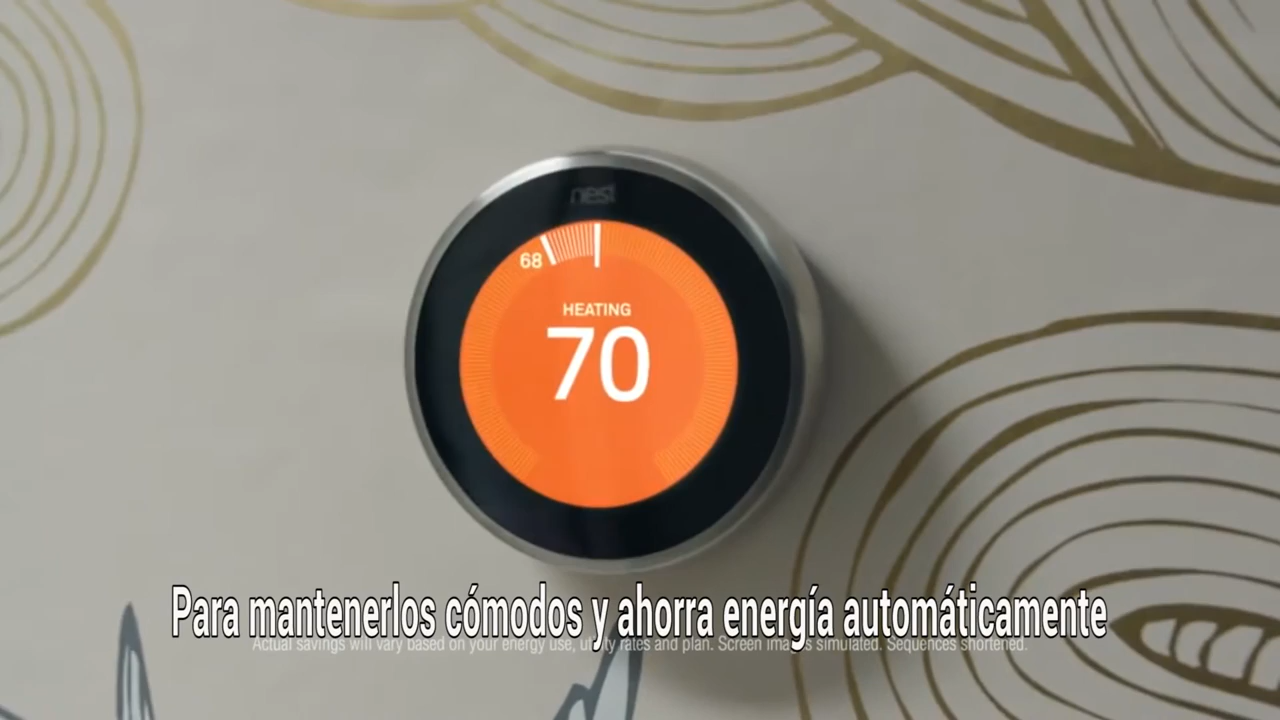 nest
68
HEATING
70
Para mantenerlos cómodos y ahorra energía automáticamente
Actual savings will vary based on your energy use, utility rates and plan. Screen images simulated. Sequences shortened.